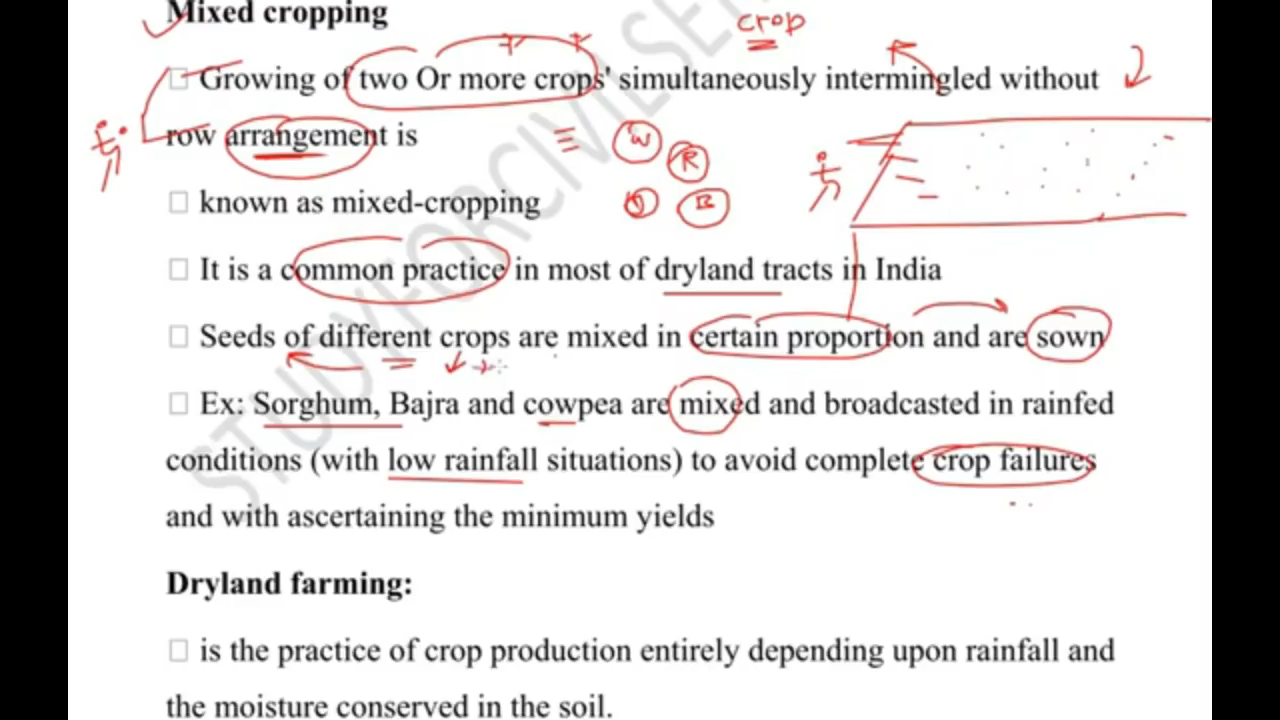 Mixed cropping
crop
□ Growing of two Or more crops' simultaneously intermingled without
row arrangement is
W
R
B
□ known as mixed-cropping
□ It is a common practice in most of dryland tracts in India
□ Seeds of different crops are mixed in certain proportion and are sown
□ Ex: Sorghum, Bajra and cowpea are mixed and broadcasted in rainfed
conditions (with low rainfall situations) to avoid complete crop failures
and with ascertaining the minimum yields
Dryland farming:
□ is the practice of crop production entirely depending upon rainfall and
the moisture conserved in the soil.